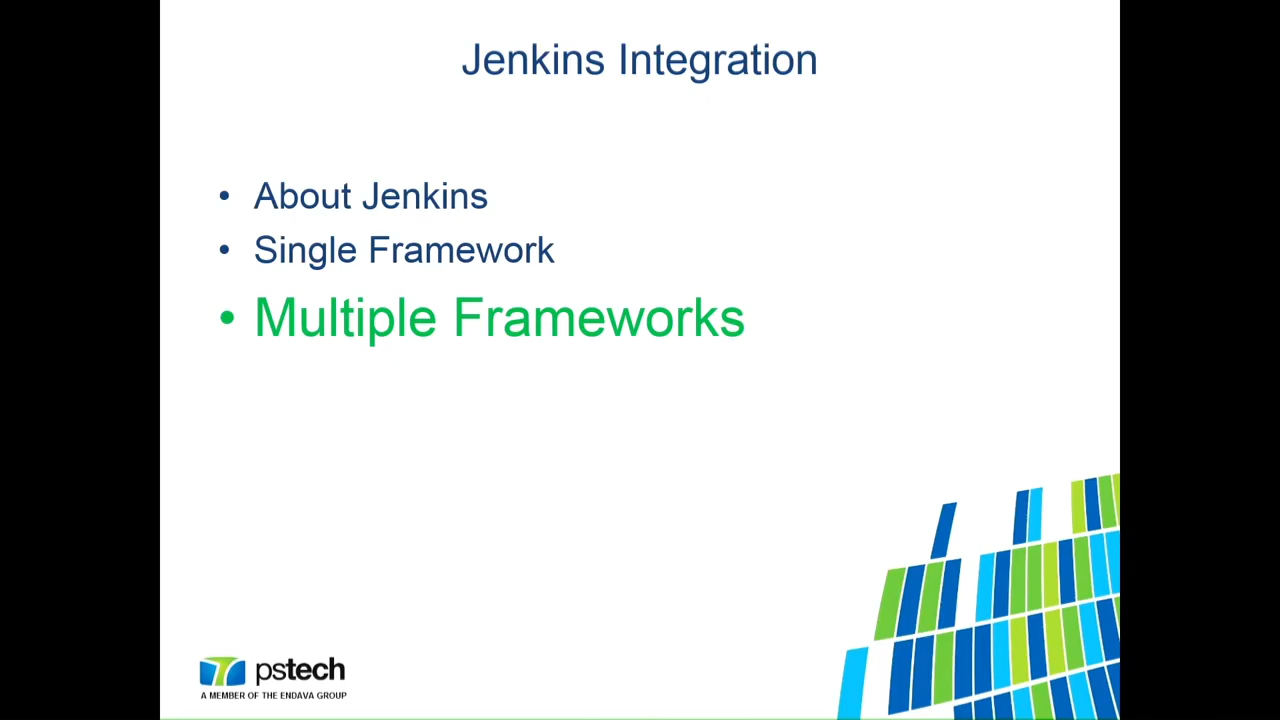 Jenkins Integration
• About Jenkins
• Single Framework
• Multiple Frameworks
pstech
A MEMBER OF THE ENDAVA GROUP